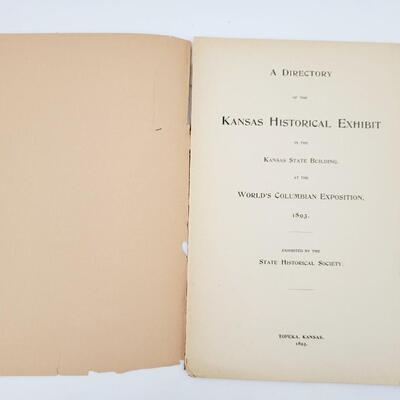 A DIRECTORY
OF THE
KANSAS HISTORICAL EXHIBIT
IN THE
KANSAS STATE BUILDING,
AT THE
WORLD'S COLUMBIAN EXPOSITION,
1893.
EXHIBITED BY THE
STATE HISTORICAL SOCIETY.
TOPEKA, KANSAS,
1893.